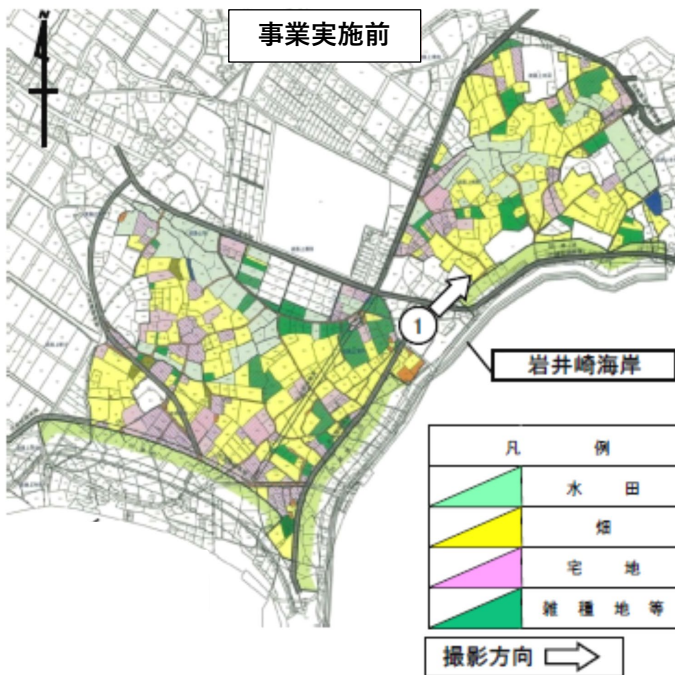 事業実施前
N
①
岩井崎海岸
凡 例
水 田
畑
宅 地
雑 種 地 等
撮影方向